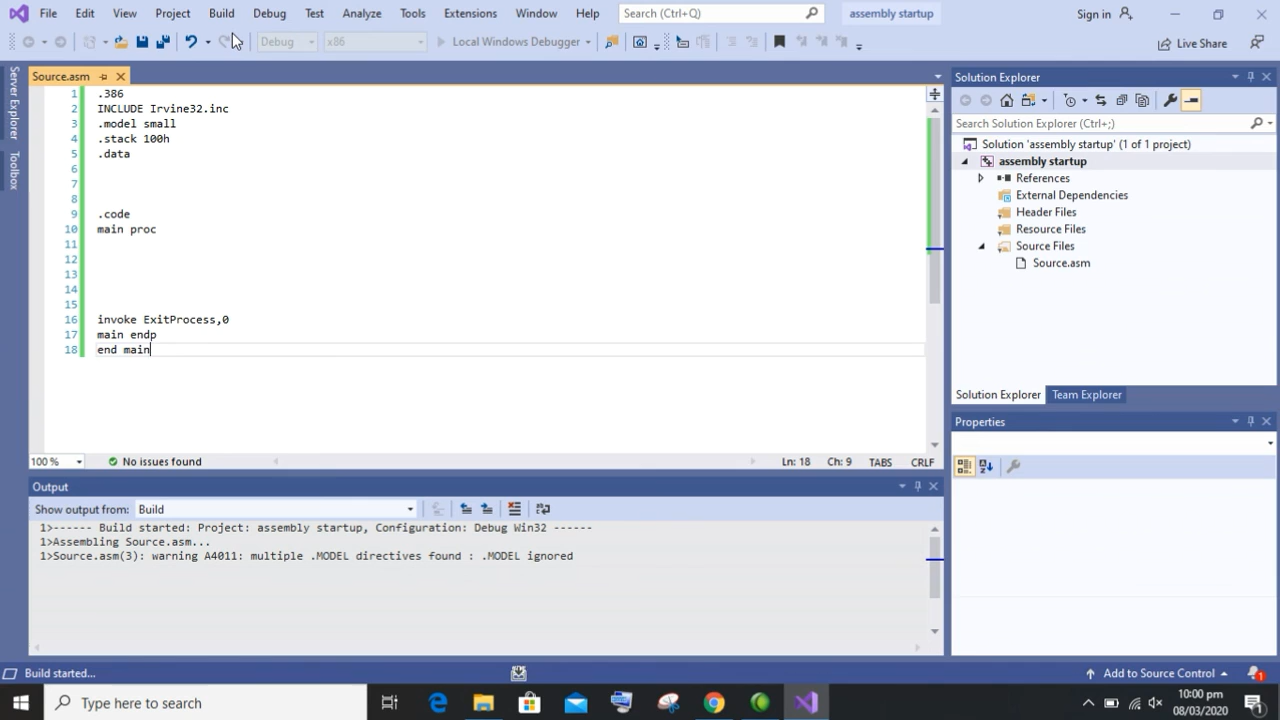 File Edit View Project Build Debug Test Analyze Tools Extensions Window Help Search (Ctrl+Q) assembly startup Sign in
Debug x86 Local Windows Debugger Live Share
Server Explorer
Toolbox
Source.asm
1 .386
2 INCLUDE Irvine32.inc
3 .model small
4 .stack 100h
5 .data
6
7
8
9 .code
10 main proc
11
12
13
14
15
16 invoke ExitProcess,0
17 main endp
18 end main
100 % No issues found Ln: 18 Ch: 9 TABS CRLF
Output
Show output from: Build
1>------ Build started: Project: assembly startup, Configuration: Debug Win32 ------
1>Assembling Source.asm...
1>Source.asm(3): warning A4011: multiple .MODEL directives found : .MODEL ignored
Solution Explorer
Search Solution Explorer (Ctrl+;)
Solution 'assembly startup' (1 of 1 project)
assembly startup
References
External Dependencies
Header Files
Resource Files
Source Files
Source.asm
Solution Explorer Team Explorer
Properties
Build started... Add to Source Control 1
Type here to search
10:00 pm
08/03/2020
1